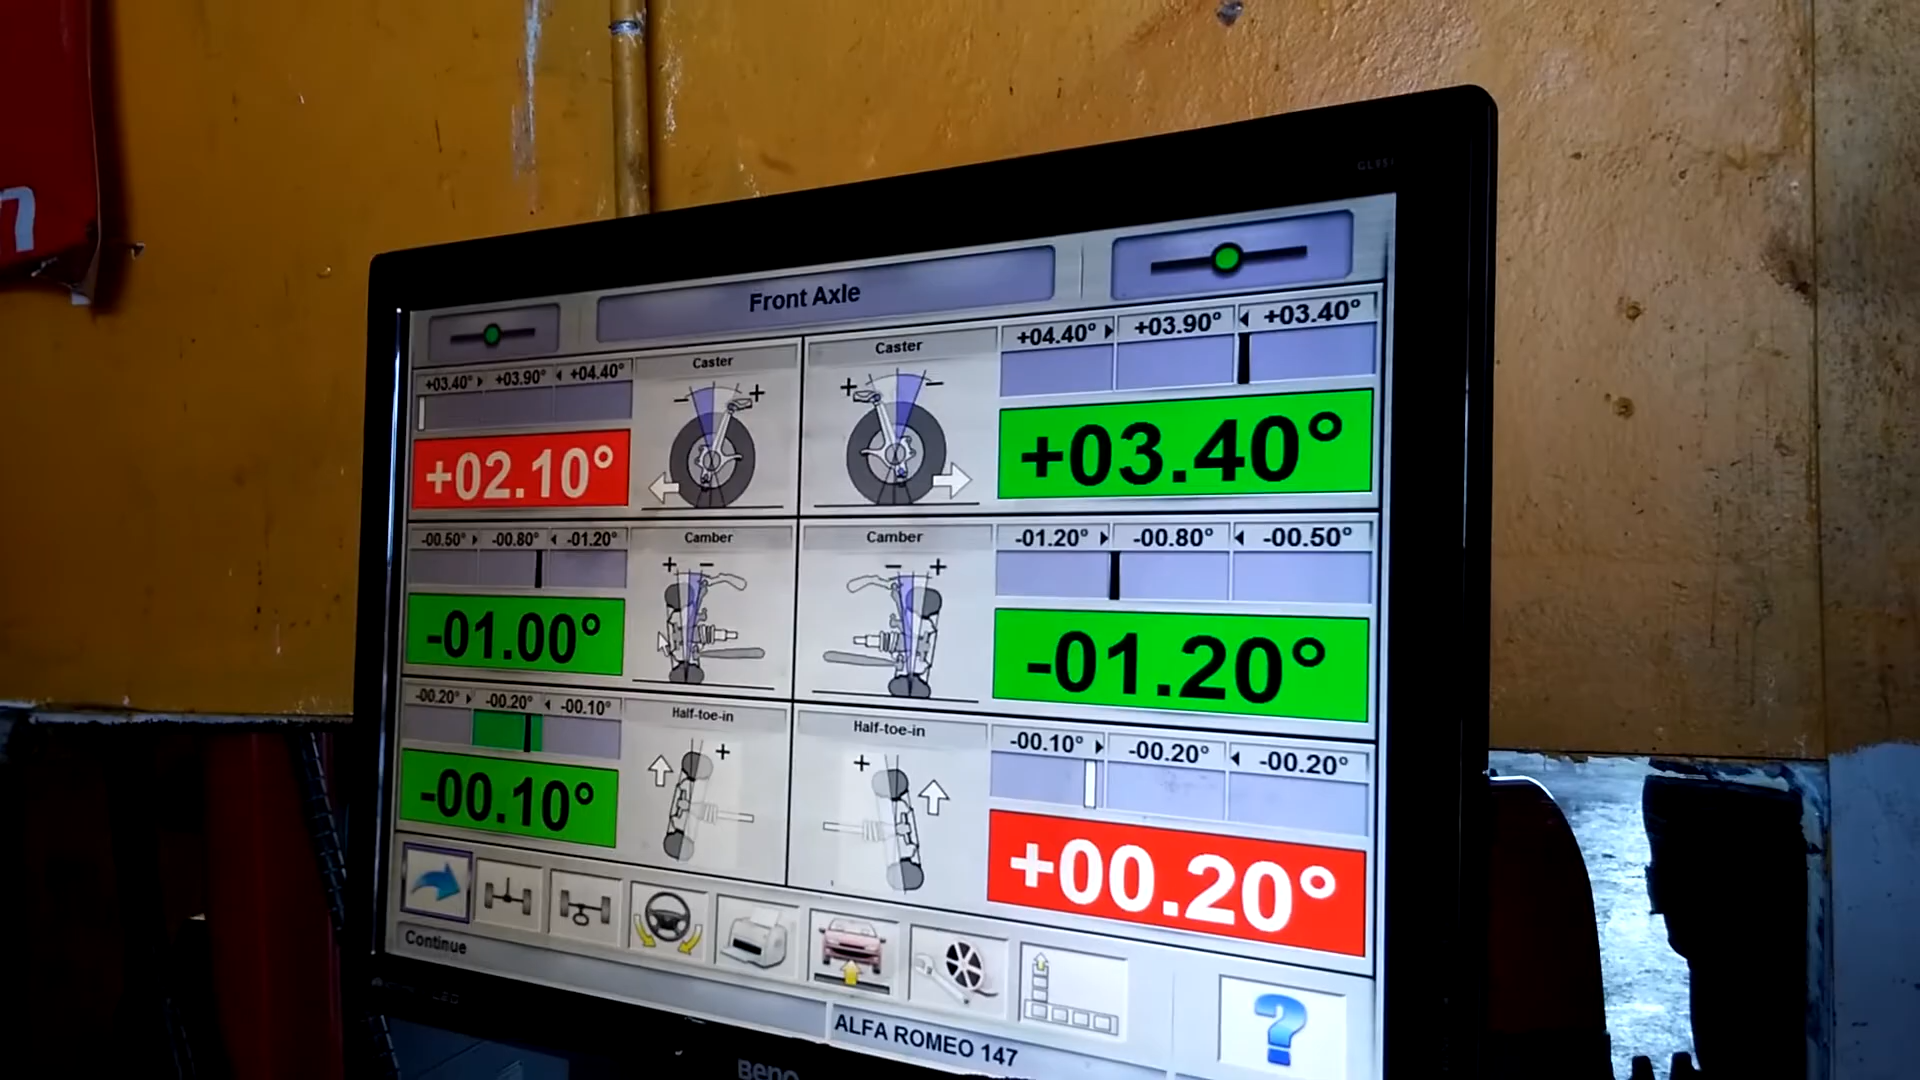 n
Front Axle
+03.40° +03.90° +04.40°
+02.10°
Caster
- +
Caster
+ -
+04.40° +03.90° +03.40°
+03.40°
-00.50° -00.80° -01.20°
-01.00°
Camber
+ -
Camber
- +
-01.20° -00.80° -00.50°
-01.20°
-00.20° -00.20° -00.10°
-00.10°
Half-toe-in
+
Half-toe-in
+
-00.10° -00.20° -00.20°
+00.20°
?
Continue
ALFA ROMEO 147
LED
BenQ